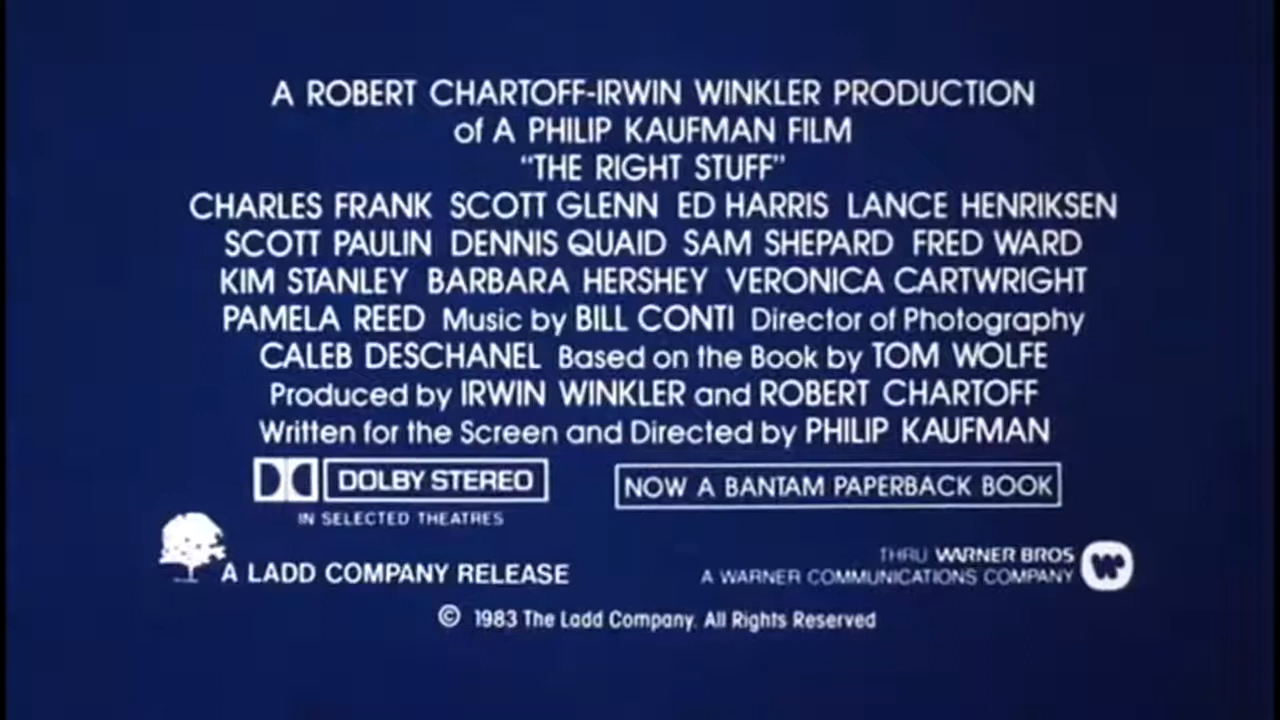 A ROBERT CHARTOFF-IRWIN WINKLER PRODUCTION
of A PHILIP KAUFMAN FILM
"THE RIGHT STUFF"
CHARLES FRANK SCOTT GLENN ED HARRIS LANCE HENRIKSEN
SCOTT PAULIN DENNIS QUAID SAM SHEPARD FRED WARD
KIM STANLEY BARBARA HERSHEY VERONICA CARTWRIGHT
PAMELA REED Music by BILL CONTI Director of Photography
CALEB DESCHANEL Based on the Book by TOM WOLFE
Produced by IRWIN WINKLER and ROBERT CHARTOFF
Written for the Screen and Directed by PHILIP KAUFMAN
DOLBY STEREO
IN SELECTED THEATRES
NOW A BANTAM PAPERBACK BOOK
A LADD COMPANY RELEASE
THRU WARNER BROS
A WARNER COMMUNICATIONS COMPANY
© 1983 The Ladd Company. All Rights Reserved